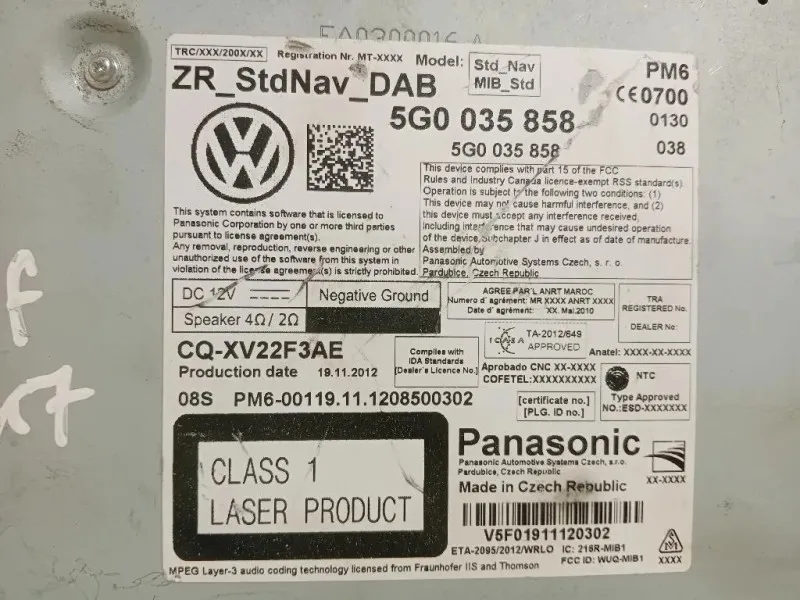 TRC/XXX/200X/XX Registration Nr. MT-XXXX Model: Std_Nav
MIB_Std
PM6
ZR_StdNav_DAB
CE0700
5G0 035 858 0130
5G0 035 858 038
This system contains software that is licensed to
Panasonic Corporation by one or more third parties
pursuant to license agreement(s).
Any removal, reproduction, reverse engineering or other
unauthorized use of the software from this system in
violation of the license agreement(s) is strictly prohibited.
This device complies with part 15 of the FCC
Rules and Industry Canada licence-exempt RSS standard(s)
Operation is subject to the following two conditions: (1)
This device may not cause harmful interference, and (2)
this device must accept any interference received,
including interference that may cause undesired operation
of the device. Subchapter J in effect as of date of manufacture.
Assembled by
Panasonic Automotive Systems Czech, s. r. o.
Pardubice, Czech Republic
DC 12V Negative Ground
Speaker 4Ω / 2Ω
AGREE PAR L ANRT MAROC
Numero d´agrément: MR XXXX ANRT XXXX
Date d´agrément: XX. Mai.2010
TRA
REGISTERED No.
DEALER No:
ICASA TA-2012/649
APPROVED
Anatel: XXXX-XX-XXXX
CQ-XV22F3AE
Production date 19.11.2012
08S PM6-00119.11.1208500302
Complies with
IDA Standards
[Dealer's Licence No.]
Aprobado CNC XX-XXXX
COFETEL:XXXXXXXXXX
[certificate no.]
[PLG. ID no.]
NTC
Type Approved
NO.:ESD-XXXXXXX
CLASS 1
LASER PRODUCT
Panasonic
Panasonic Automotive Systems Czech, s.r.o.
Pardubice, Czech Republic
XX-XXXX
Made in Czech Republic
V5F01911120302
ETA-2095/2012/WRLO IC: 216R-MIB1
FCC ID: WUQ-MIB1
XXXX
MPEG Layer-3 audio coding technology licensed from Fraunhofer IIS and Thomson